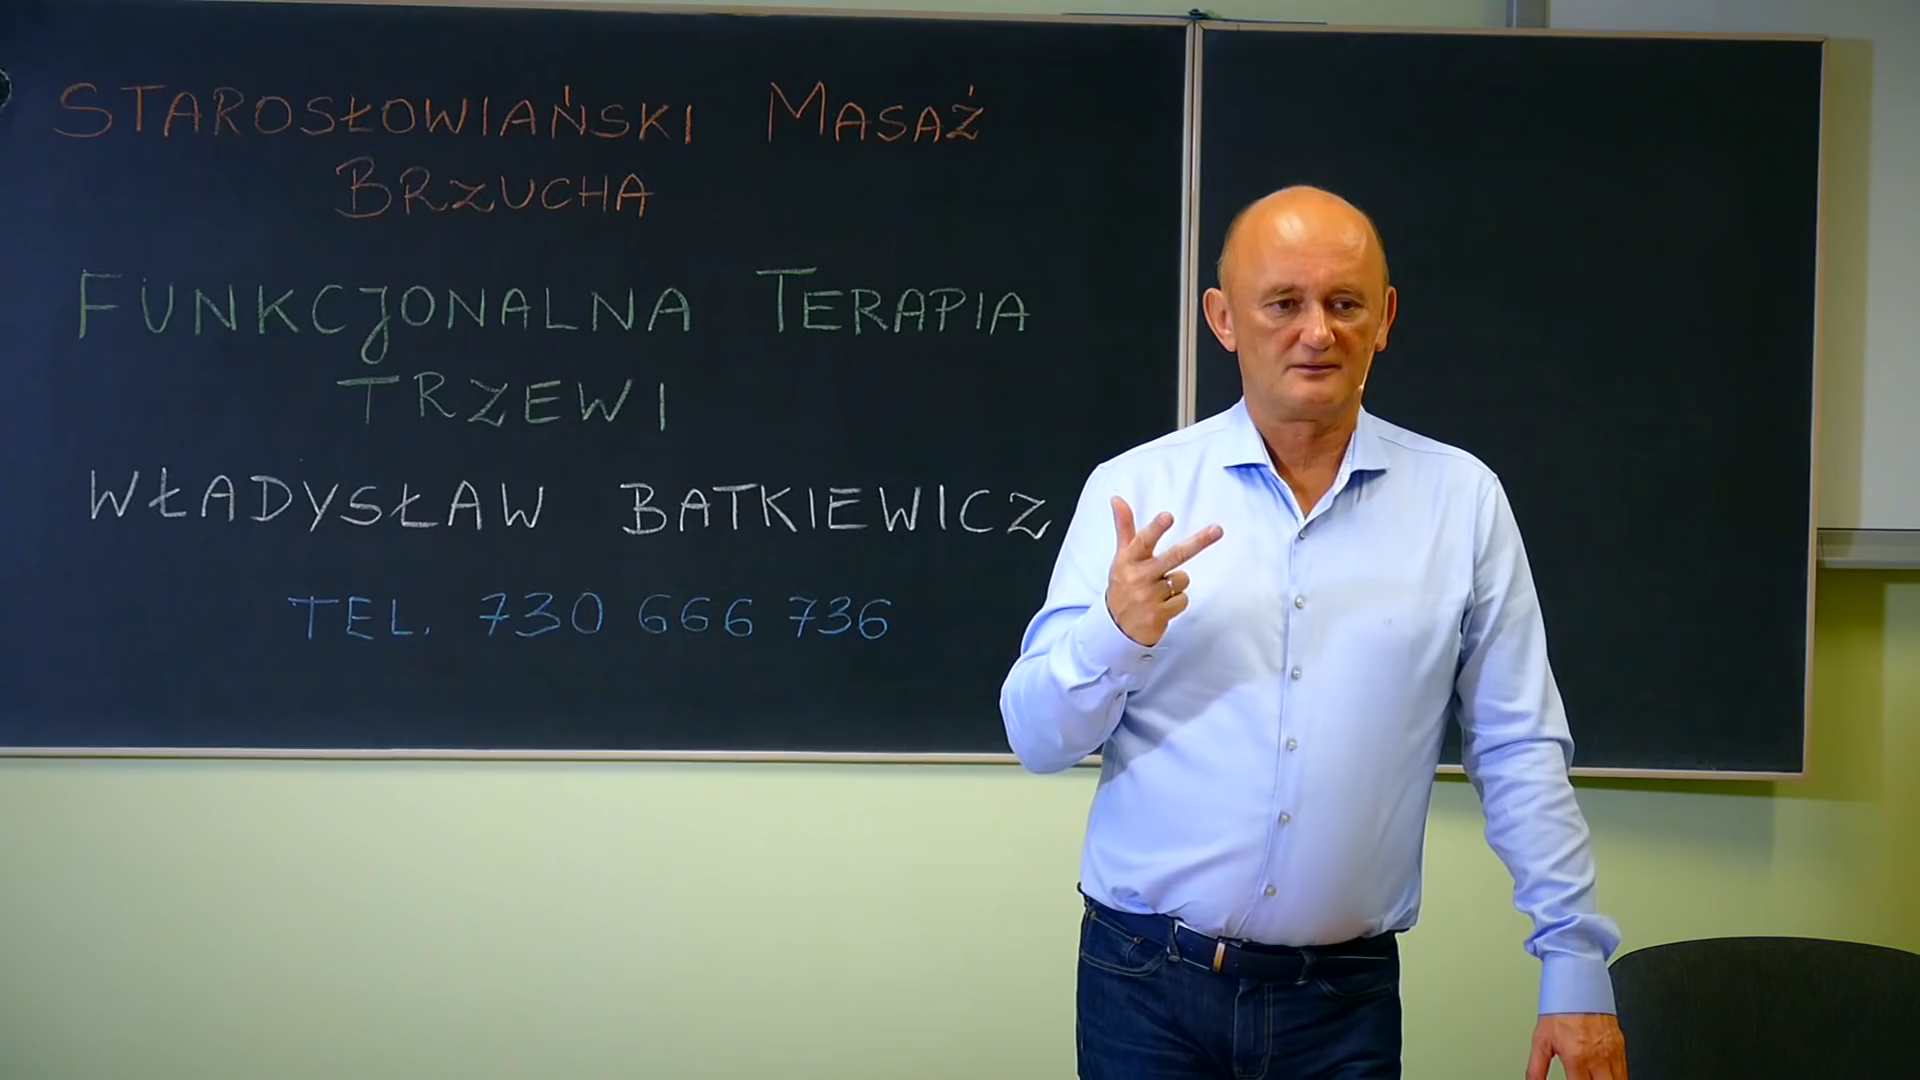 STAROSŁOWIAŃSKI MASAŻ
BRZUCHA
FUNKCJONALNA TERAPIA
TRZEWI
WŁADYSŁAW BATKIEWICZ
TEL. 730 666 736